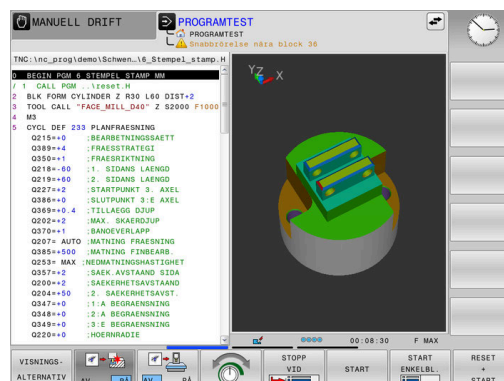 MANUELL DRIFT
PROGRAMTEST
PROGRAMTEST
Snabbrörelse nära block 36
TNC:\nc_prog\demo\Schwen…\6_Stempel_stamp.H
0 BEGIN PGM 6_STEMPEL_STAMP MM
/ 1 CALL PGM ..\reset.H
2 BLK FORM CYLINDER Z R30 L60 DIST+2
3 TOOL CALL "FACE_MILL_D40" Z S2000 F1000
4 M3
5 CYCL DEF 233 PLANFRAESNING
Q215=+0 ;BEARBETNINGSSAETT
Q389=+4 ;FRAESSTRATEGI
Q350=+1 ;FRAESRIKTNING
Q218=-60 ;1. SIDANS LAENGD
Q219=+60 ;2. SIDANS LAENGD
Q227=+2 ;STARTPUNKT 3. AXEL
Q386=+0 ;SLUTPUNKT 3:E AXEL
Q369=+0.4 ;TILLAEGG DJUP
Q202=+2 ;MAX. SKAERDJUP
Q370=+1 ;BANOEVERLAPP
Q207= AUTO ;MATNING FRAESNING
Q385=+500 ;MATNING FINBEARB.
Q253= MAX ;NEDMATNINGSHASTIGHET
Q357=+2 ;SAEK.AVSTAAND SIDA
Q200=+2 ;SAEKERHETSAVSTAAND
Q204=+50 ;2. SAEKERHETSAVST.
Q347=+0 ;1:A BEGRAENSNING
Q348=+0 ;2:A BEGRAENSNING
Q349=+0 ;3:E BEGRAENSNING
Q220=+0 ;HOERNRADIE
Y Z X
00:08:30 F MAX
VISNINGS-
ALTERNATIV
AV PÅ
AV PÅ
STOPP
VID
START
START
ENKELBL.
RESET
+
START